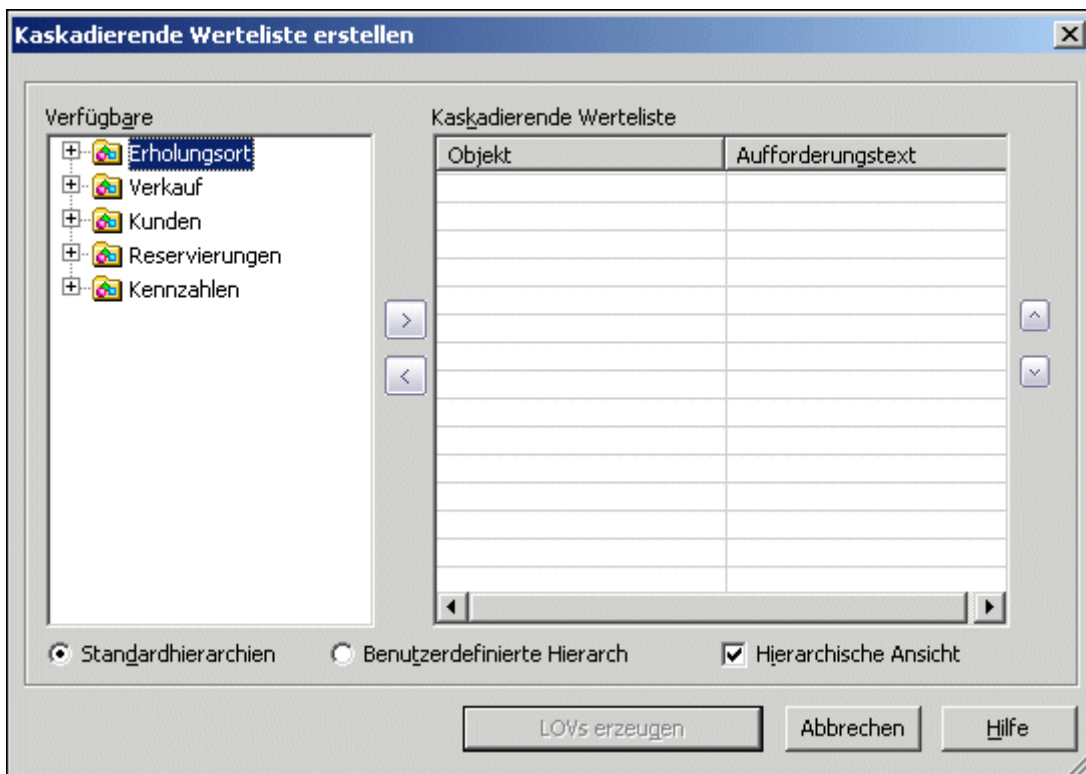 Kaskadierende Werteliste erstellen
Verfügbare
Kaskadierende Werteliste
Objekt
Aufforderungstext
Erholungsort
Verkauf
Kunden
Reservierungen
Kennzahlen
Standardhierarchien
Benutzerdefinierte Hierarch
Hierarchische Ansicht
LOVs erzeugen
Abbrechen
Hilfe